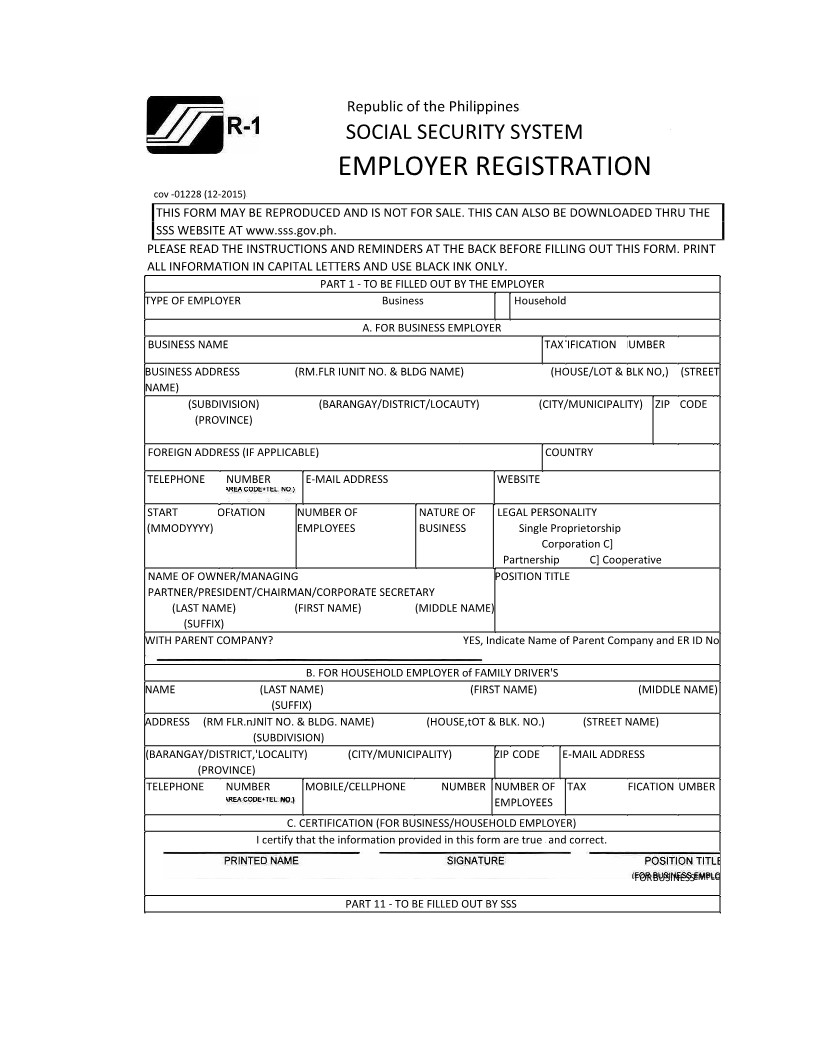 R-1
Republic of the Philippines
SOCIAL SECURITY SYSTEM
EMPLOYER REGISTRATION
cov -01228 (12-2015)
THIS FORM MAY BE REPRODUCED AND IS NOT FOR SALE. THIS CAN ALSO BE DOWNLOADED THRU THE
SSS WEBSITE AT www.sss.gov.ph.
PLEASE READ THE INSTRUCTIONS AND REMINDERS AT THE BACK BEFORE FILLING OUT THIS FORM. PRINT
ALL INFORMATION IN CAPITAL LETTERS AND USE BLACK INK ONLY.
PART 1 - TO BE FILLED OUT BY THE EMPLOYER
TYPE OF EMPLOYER Business Household
A. FOR BUSINESS EMPLOYER
BUSINESS NAME TAX IFICATION UMBER
BUSINESS ADDRESS (RM.FLR IUNIT NO. & BLDG NAME) (HOUSE/LOT & BLK NO,) (STREET
NAME)
(SUBDIVISION) (BARANGAY/DISTRICT/LOCAUTY) (CITY/MUNICIPALITY) ZIP CODE
(PROVINCE)
FOREIGN ADDRESS (IF APPLICABLE) COUNTRY
TELEPHONE NUMBER E-MAIL ADDRESS WEBSITE
AREA CODE+TEL. NO.)
START OFRATION NUMBER OF NATURE OF LEGAL PERSONALITY
(MMODYYYY) EMPLOYEES BUSINESS Single Proprietorship
Corporation C]
Partnership C] Cooperative
NAME OF OWNER/MANAGING POSITION TITLE
PARTNER/PRESIDENT/CHAIRMAN/CORPORATE SECRETARY
(LAST NAME) (FIRST NAME) (MIDDLE NAME)
(SUFFIX)
WITH PARENT COMPANY? YES, Indicate Name of Parent Company and ER ID No
B. FOR HOUSEHOLD EMPLOYER of FAMILY DRIVER'S
NAME (LAST NAME) (FIRST NAME) (MIDDLE NAME)
(SUFFIX)
ADDRESS (RM FLR.nJNIT NO. & BLDG. NAME) (HOUSE,tOT & BLK. NO.) (STREET NAME)
(SUBDIVISION)
(BARANGAY/DISTRICT,'LOCALITY) (CITY/MUNICIPALITY) ZIP CODE E-MAIL ADDRESS
(PROVINCE)
TELEPHONE NUMBER MOBILE/CELLPHONE NUMBER NUMBER OF TAX FICATION UMBER
AREA CODE+TEL. NO.) EMPLOYEES
C. CERTIFICATION (FOR BUSINESS/HOUSEHOLD EMPLOYER)
I certify that the information provided in this form are true and correct.
PRINTED NAME SIGNATURE POSITION TITLE
(FOR BUSINESS EMPLO
PART 11 - TO BE FILLED OUT BY SSS